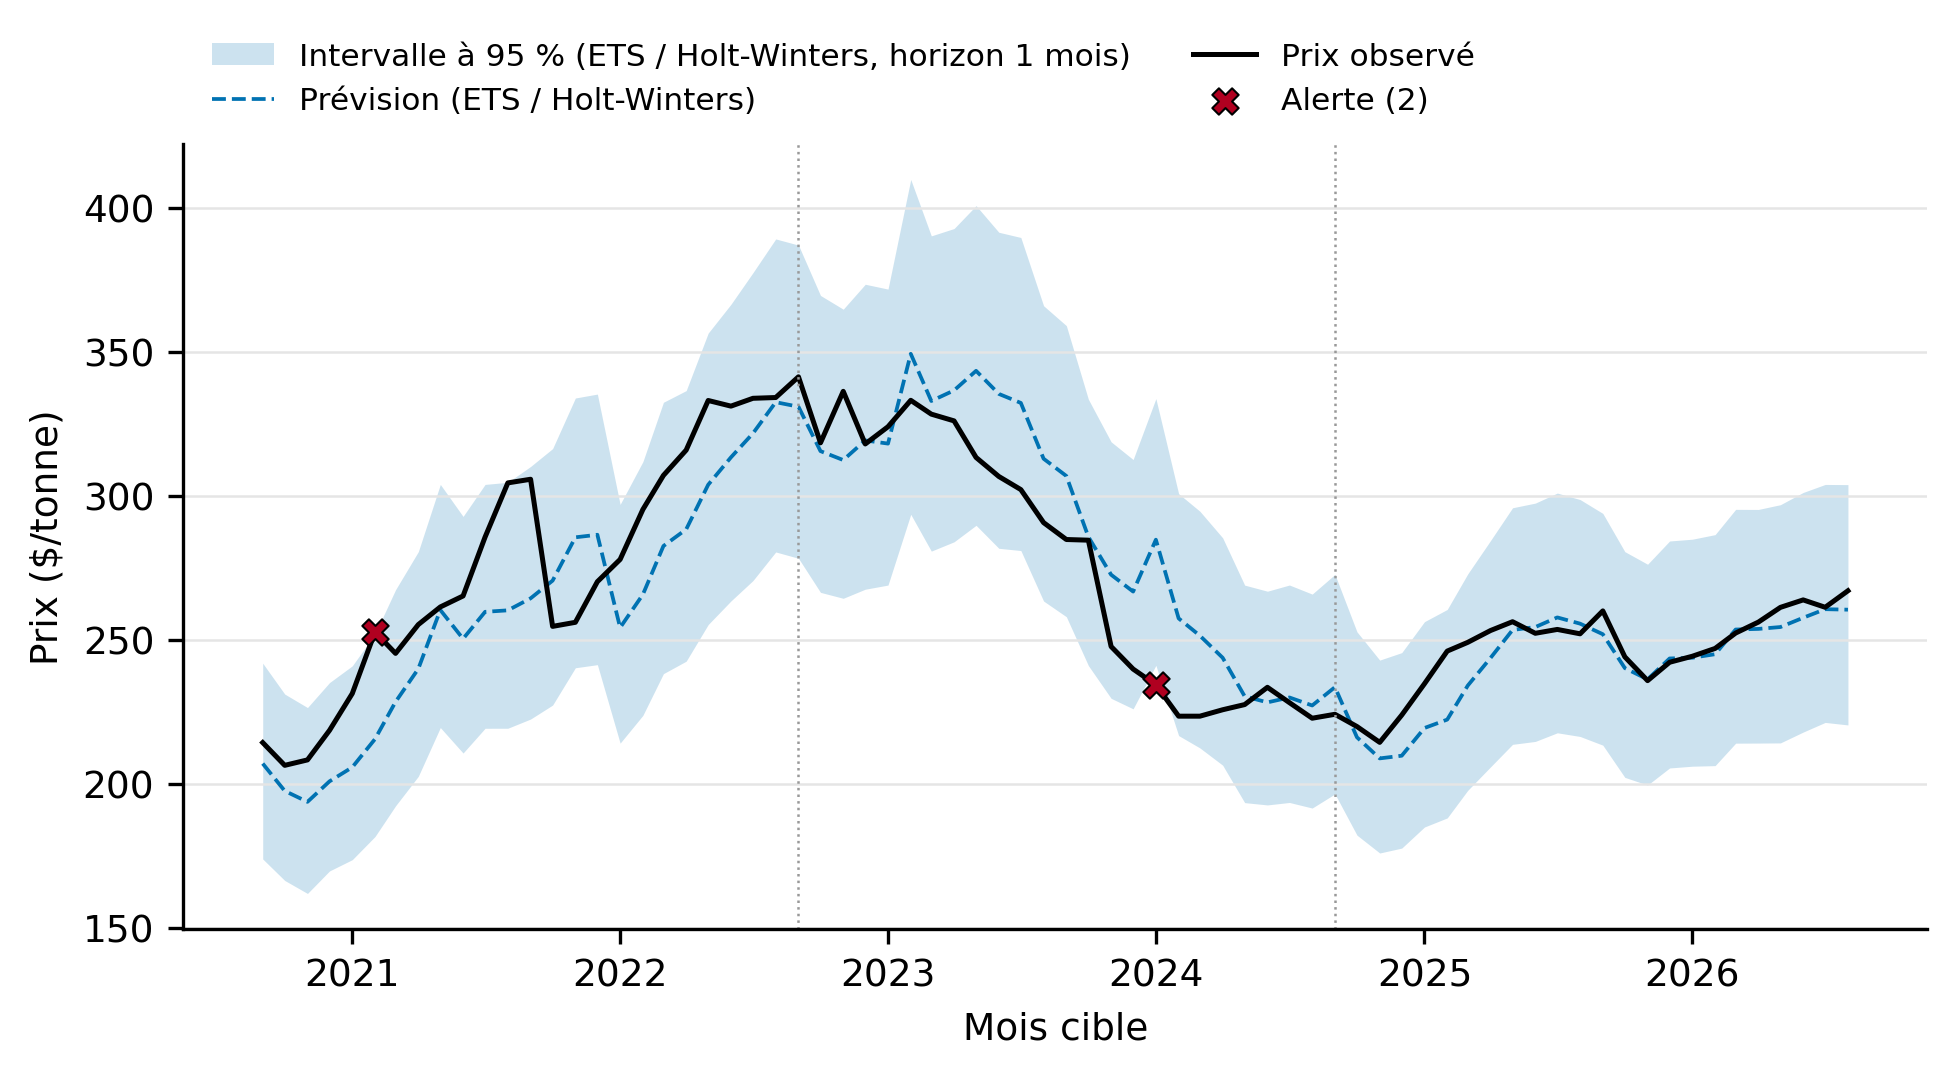 Intervalle à 95 % (ETS / Holt-Winters, horizon 1 mois)
Prévision (ETS / Holt-Winters)
Prix observé
Alerte (2)
Prix ($/tonne)
400
350
300
250
200
150
2021
2022
2023
2024
2025
2026
Mois cible